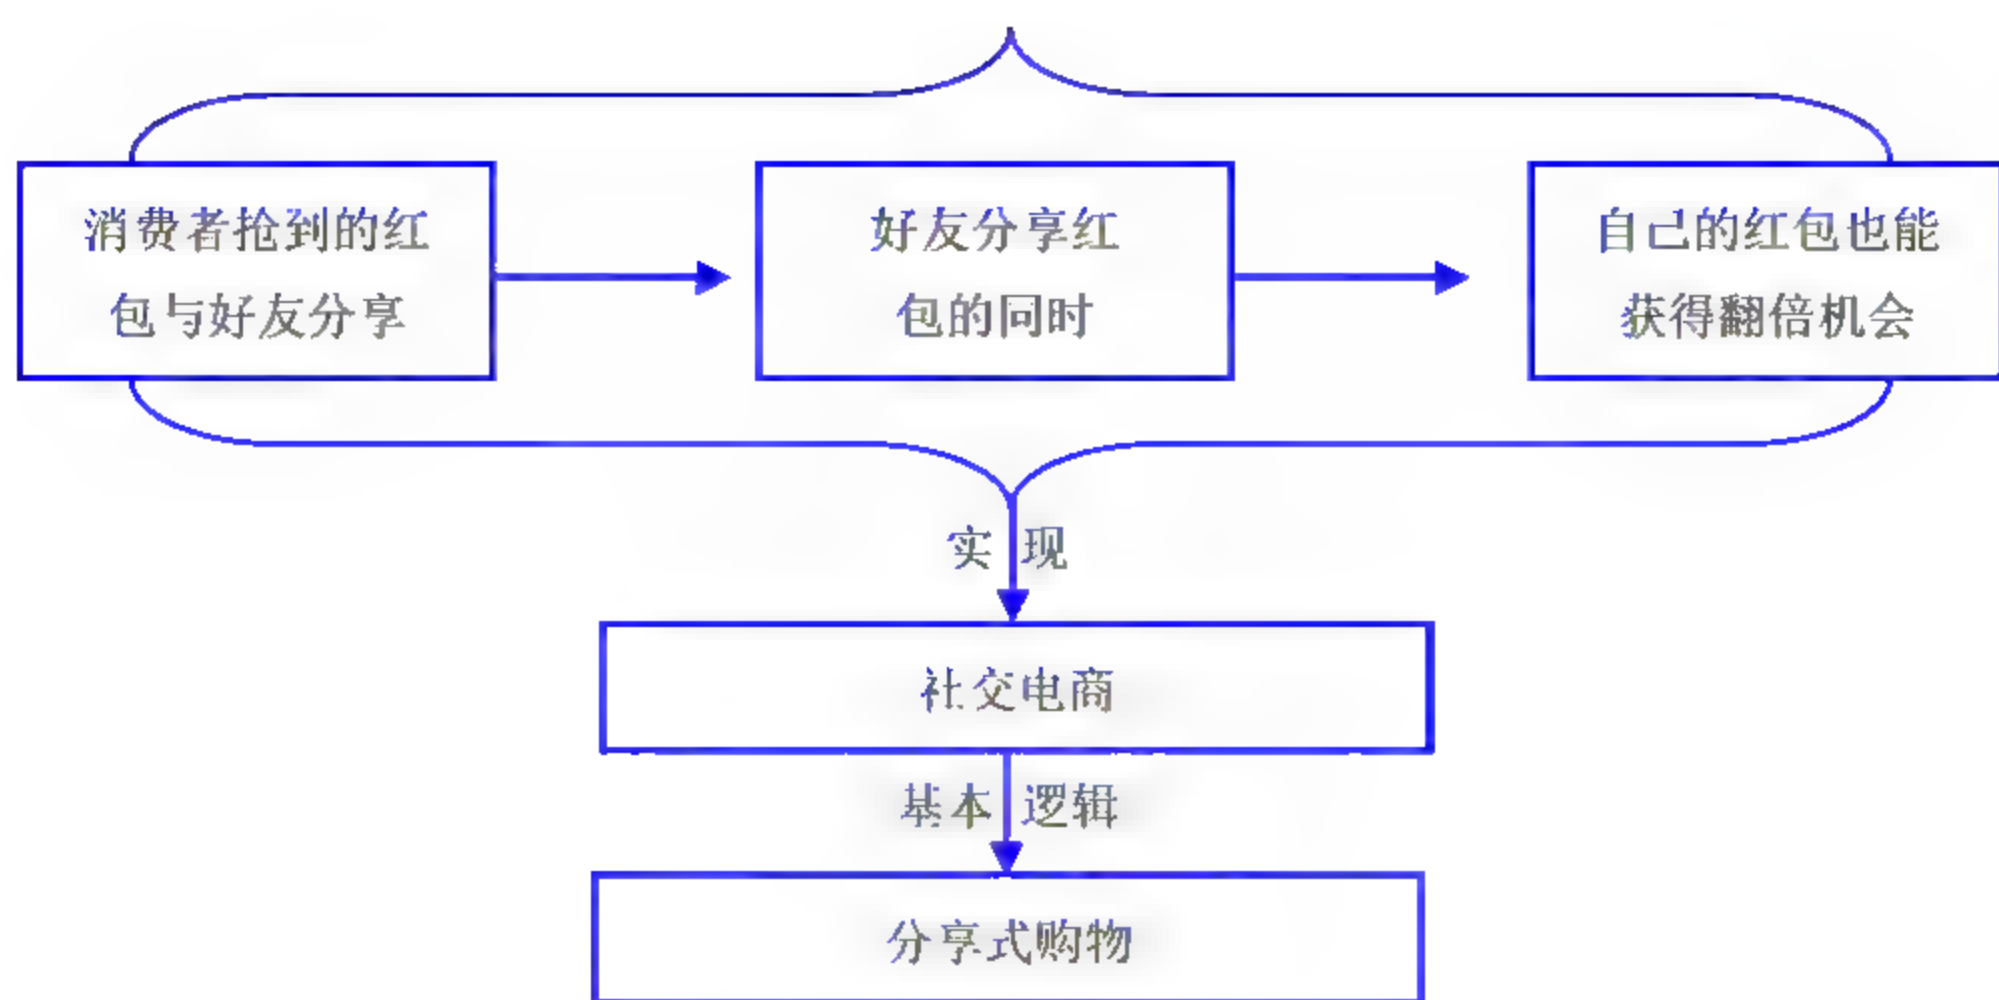 消费者抢到的红
包与好友分享
好友分享红
包的同时
自己的红包也能
获得翻倍机会
实现
社交电商
基本逻辑
分享式购物